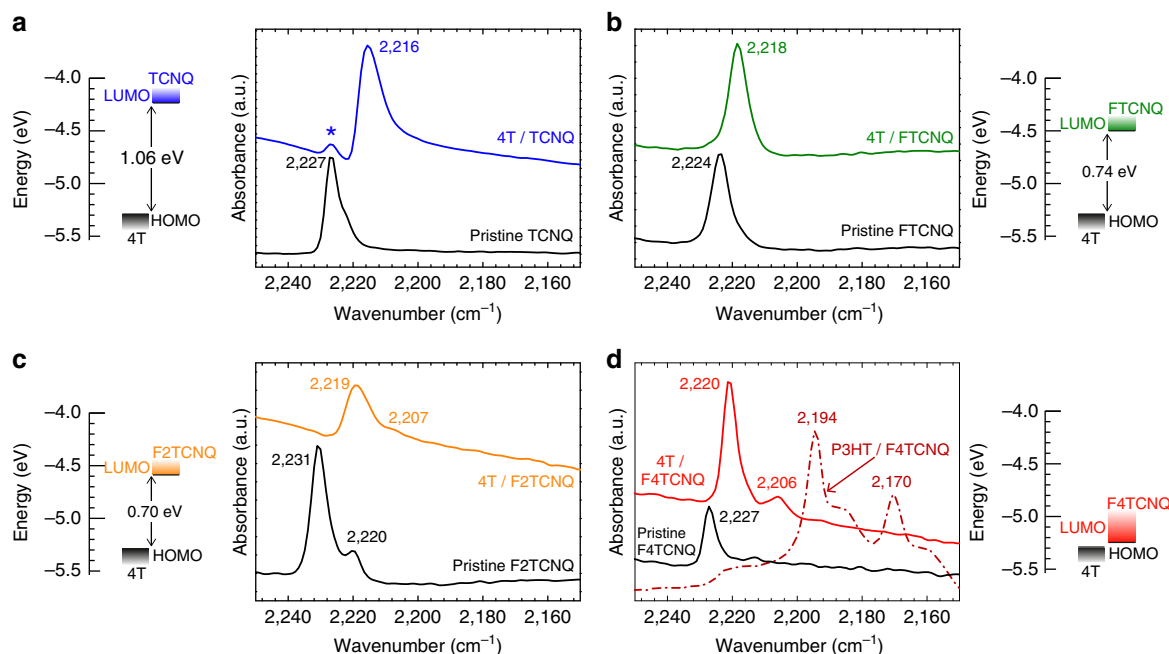 a
Energy (eV)
−4.0
−4.5
−5.0
−5.5
TCNQ
LUMO
1.06 eV
HOMO
4T
Absorbance (a.u.)
2,216
*
4T / TCNQ
2,227
Pristine TCNQ
2,240 2,220 2,200 2,180 2,160
Wavenumber (cm−1)
b
Absorbance (a.u.)
2,218
4T / FTCNQ
2,224
Pristine FTCNQ
2,240 2,220 2,200 2,180 2,160
Wavenumber (cm−1)
Energy (eV)
−4.0
−4.5
−5.0
−5.5
FTCNQ
LUMO
0.74 eV
HOMO
4T
c
Energy (eV)
−4.0
−4.5
−5.0
−5.5
F2TCNQ
LUMO
0.70 eV
HOMO
4T
Absorbance (a.u.)
2,219
2,207
2,231
4T / F2TCNQ
2,220
Pristine F2TCNQ
2,240 2,220 2,200 2,180 2,160
Wavenumber (cm−1)
d
Absorbance (a.u.)
2,220
2,194
P3HT / F4TCNQ
4T /
F4TCNQ
2,206
2,170
2,227
Pristine
F4TCNQ
2,240 2,220 2,200 2,180 2,160
Wavenumber (cm−1)
Energy (eV)
−4.0
−4.5
−5.0
−5.5
F4TCNQ
LUMO
HOMO
4T